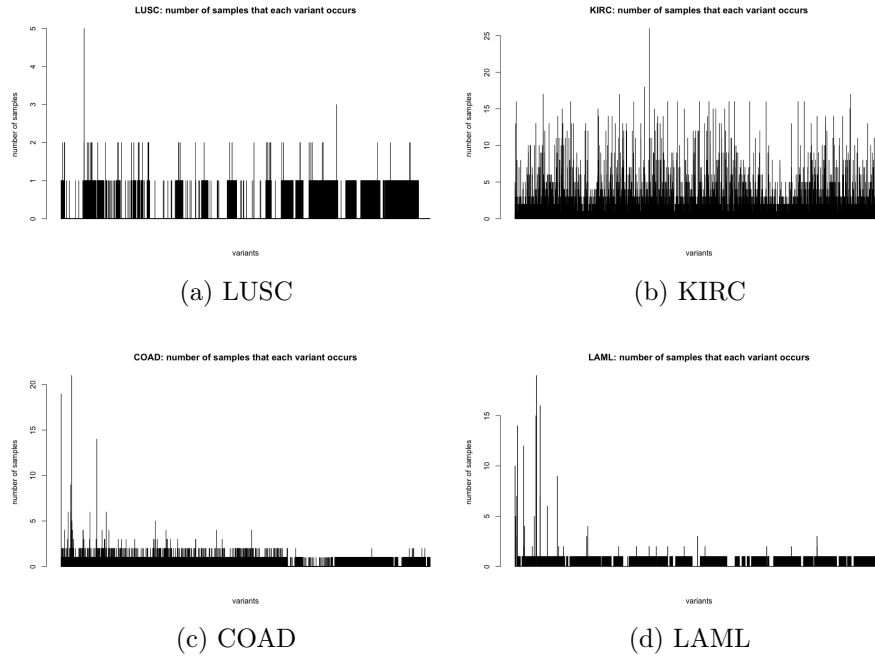 LUSC: number of samples that each variant occurs
number of samples
5
4
3
2
1
0
variants
(a) LUSC
KIRC: number of samples that each variant occurs
number of samples
25
20
15
10
5
0
variants
(b) KIRC
COAD: number of samples that each variant occurs
number of samples
20
15
10
5
0
variants
(c) COAD
LAML: number of samples that each variant occurs
number of samples
15
10
5
0
variants
(d) LAML